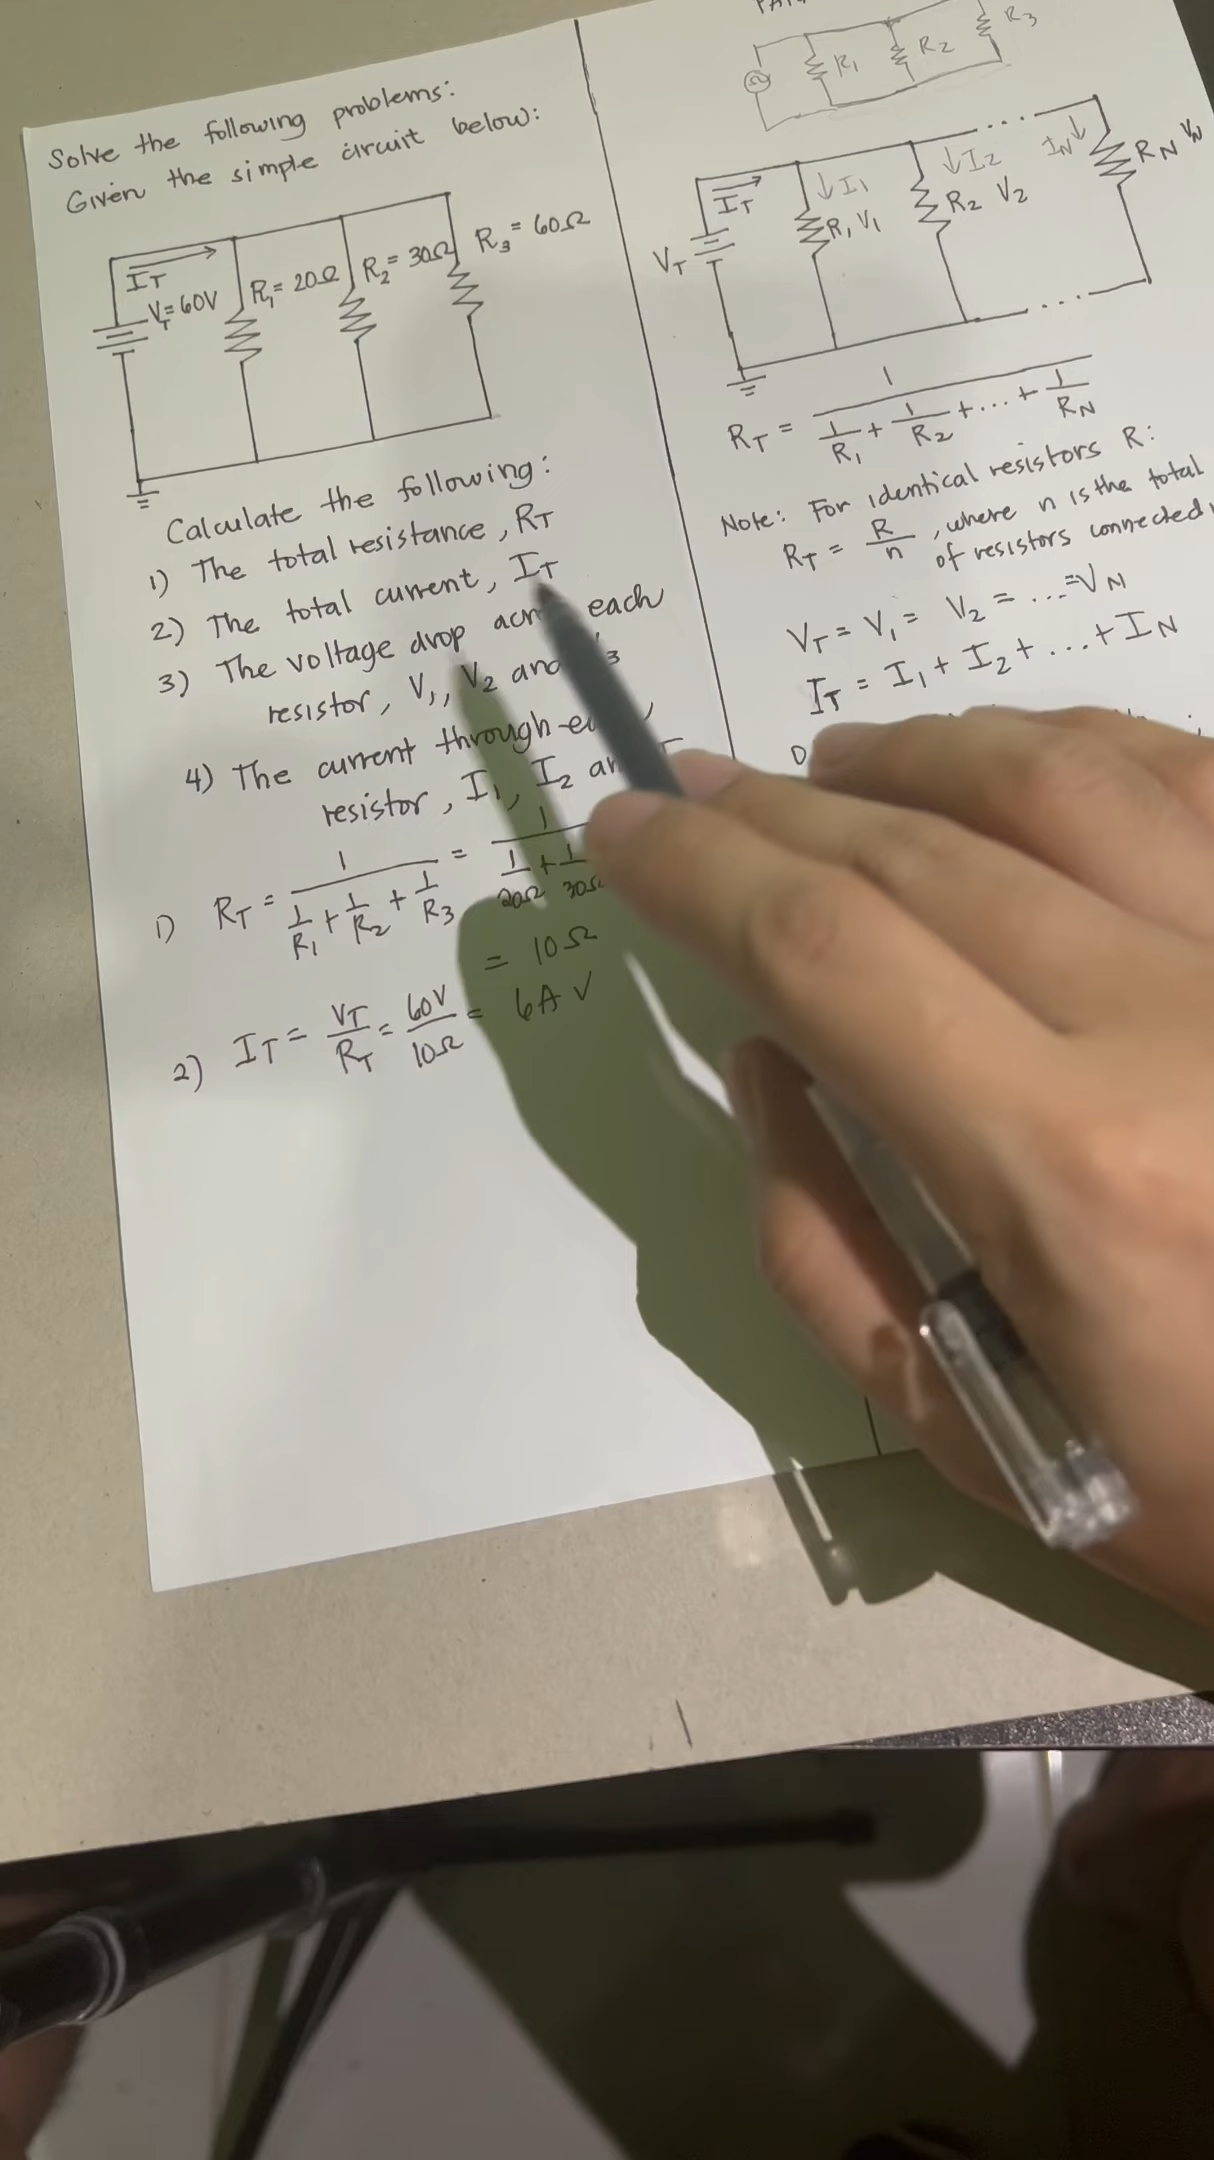 Solve the following problems:
Given the simple circuit below:
IT
VT=60V
R1=20Ω
R2=30Ω
R3=60Ω
Calculate the following:
1) The total resistance, RT
2) The total current, IT
3) The voltage drop each
resistor, V1, V2 and 3
4) The current through
resistor, I1, I2
1) RT = 1/(1/R1 + 1/R2 + 1/R3) = 1/(1/20Ω + 1/30Ω
= 10Ω
2) IT = VT/RT = 60V/10Ω = 6A
R1
R2
R3
IT
VT
↓I1
R1 V1
↓I2
R2 V2
...
IN↓
RN VN
...
RT = 1/(1/R1 + 1/R2 + ... + 1/RN)
Note: For identical resistors R:
RT = R/n, where n is the total
of resistors connected
VT = V1 = V2 = ... = VN
IT = I1 + I2 + ... + IN